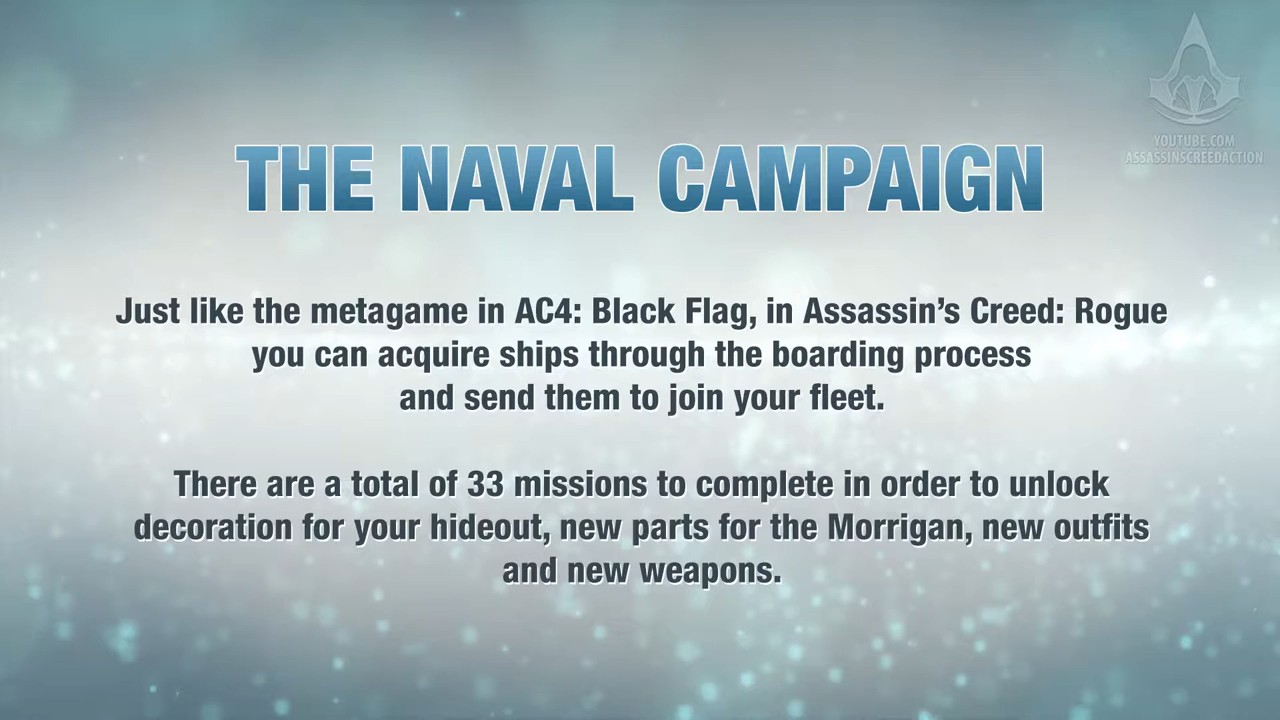 YOUTUBE.COM
ASSASSINSCREEDACTION
THE NAVAL CAMPAIGN
Just like the metagame in AC4: Black Flag, in Assassin's Creed: Rogue
you can acquire ships through the boarding process
and send them to join your fleet.
There are a total of 33 missions to complete in order to unlock
decoration for your hideout, new parts for the Morrigan, new outfits
and new weapons.